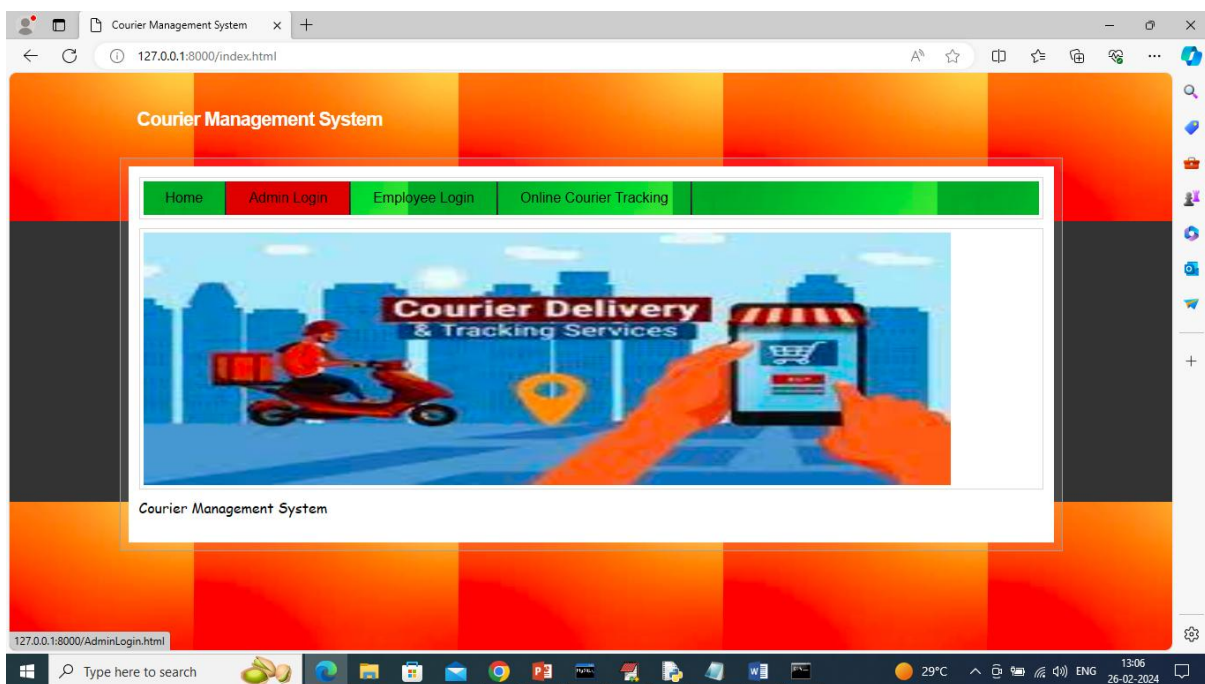 Courier Management System
127.0.0.1:8000/index.html
Courier Management System
Home Admin Login Employee Login Online Courier Tracking
Courier Delivery
& Tracking Services
Courier Management System
127.0.0.1:8000/AdminLogin.html
Type here to search
29°C ENG 13:06
26-02-2024